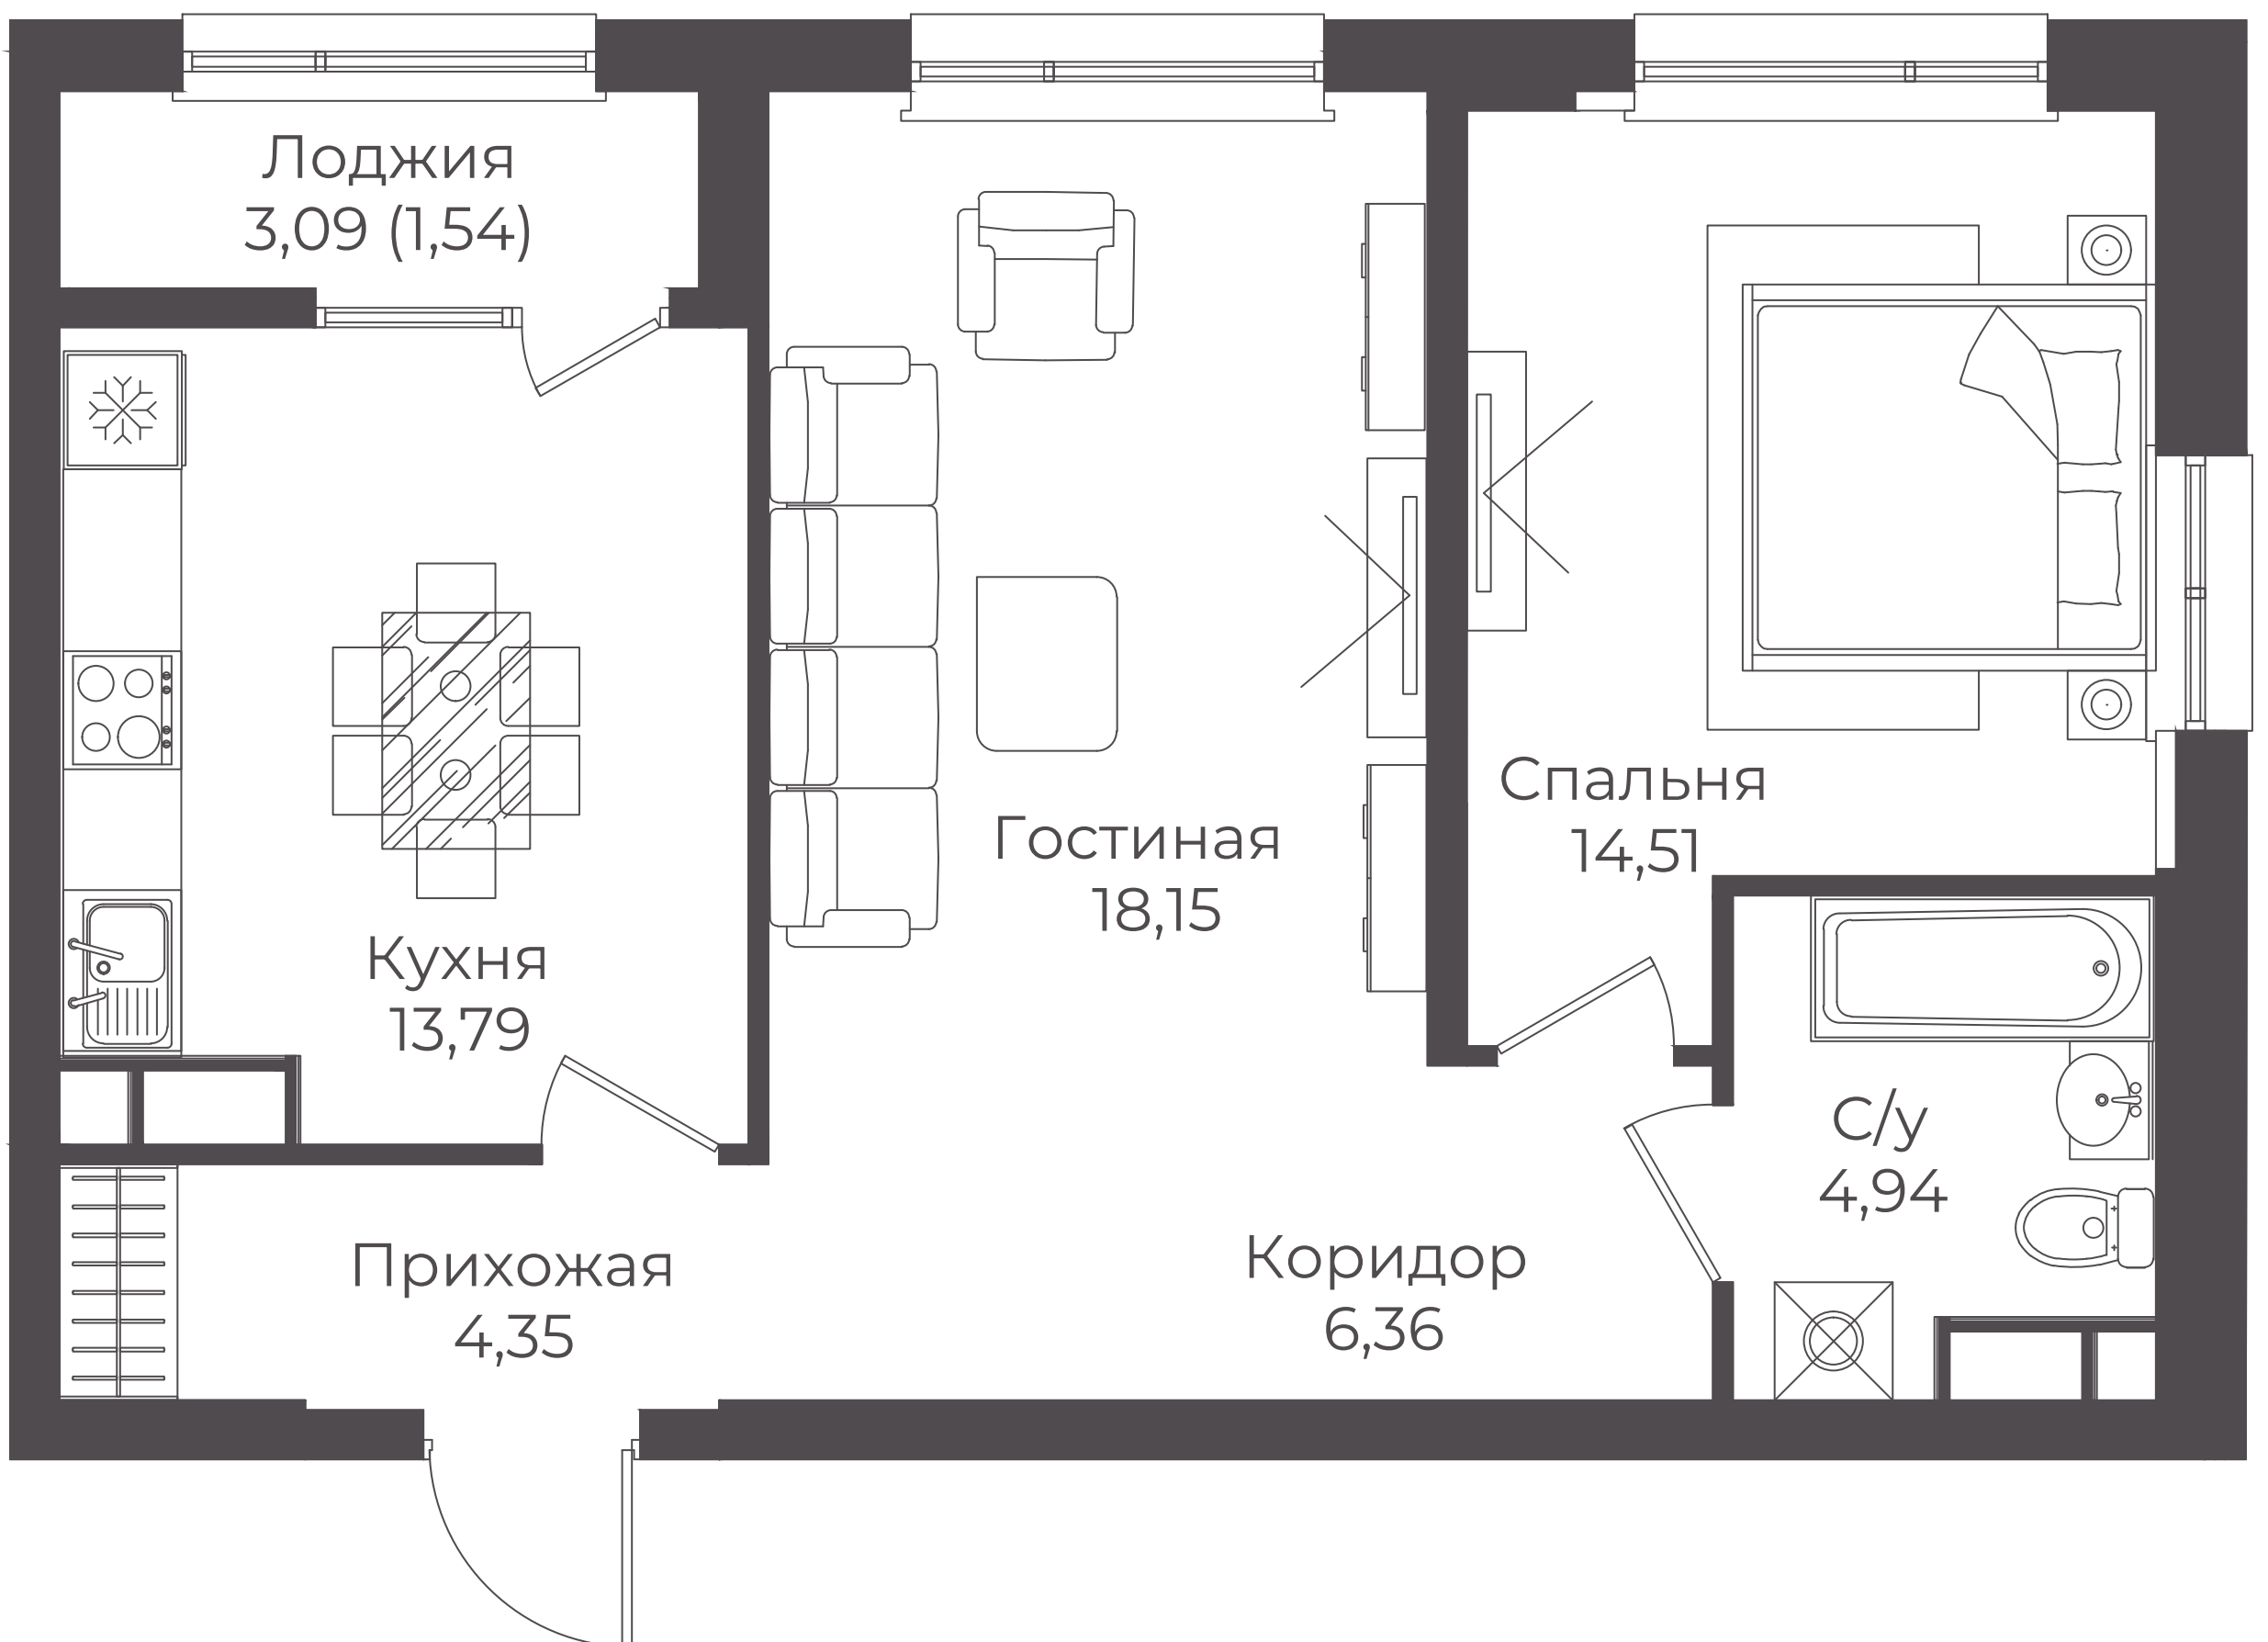 Лоджия
3,09 (1,54)
Спальня
14,51
Гостиная
18,15
Кухня
13,79
С/у
4,94
Прихожая
4,35
Коридор
6,36